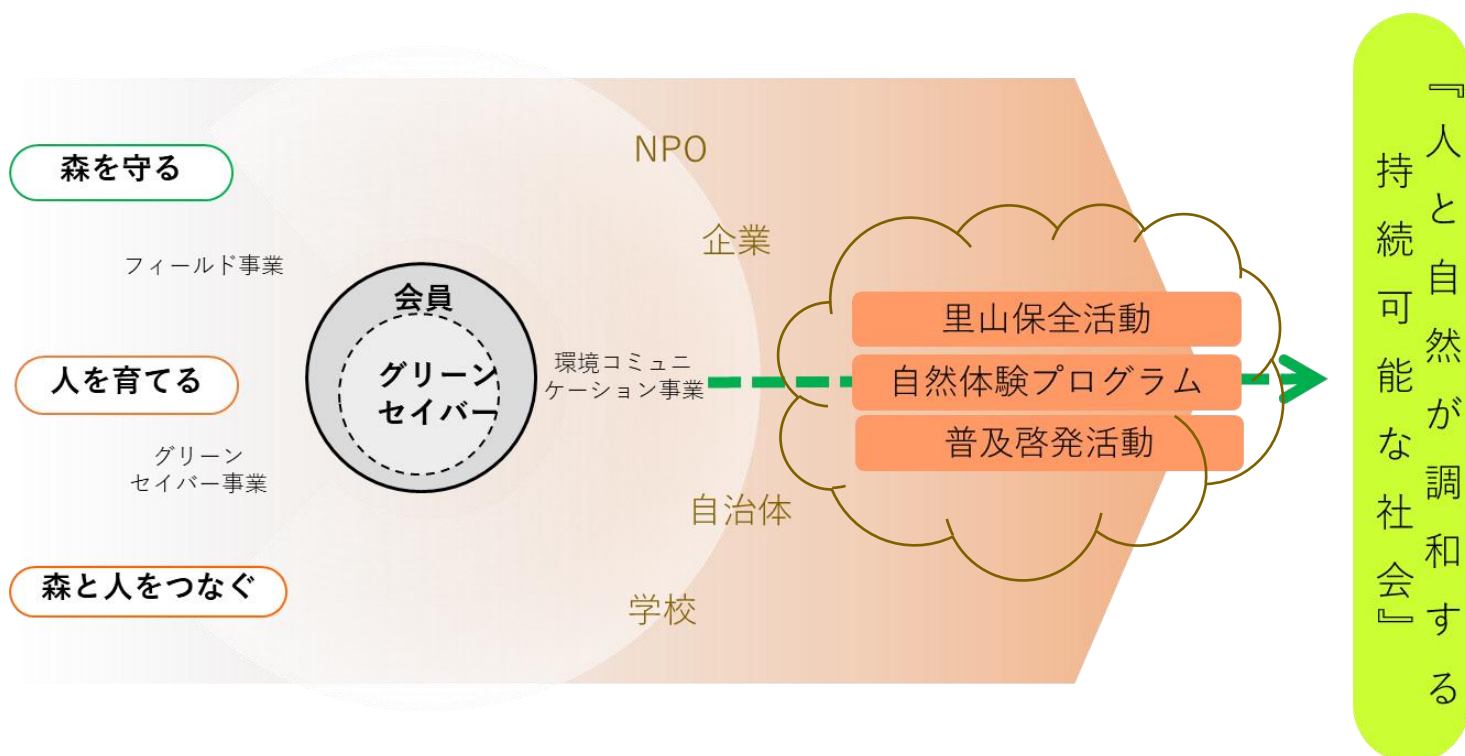 森を守る
フィールド事業
人を育てる
グリーン
セイバー事業
森と人をつなぐ
会員
グリーン
セイバー
環境コミュニ
ケーション事業
NPO
企業
自治体
学校
里山保全活動
自然体験プログラム
普及啓発活動
『人と自然が調和する
持続可能な社会』